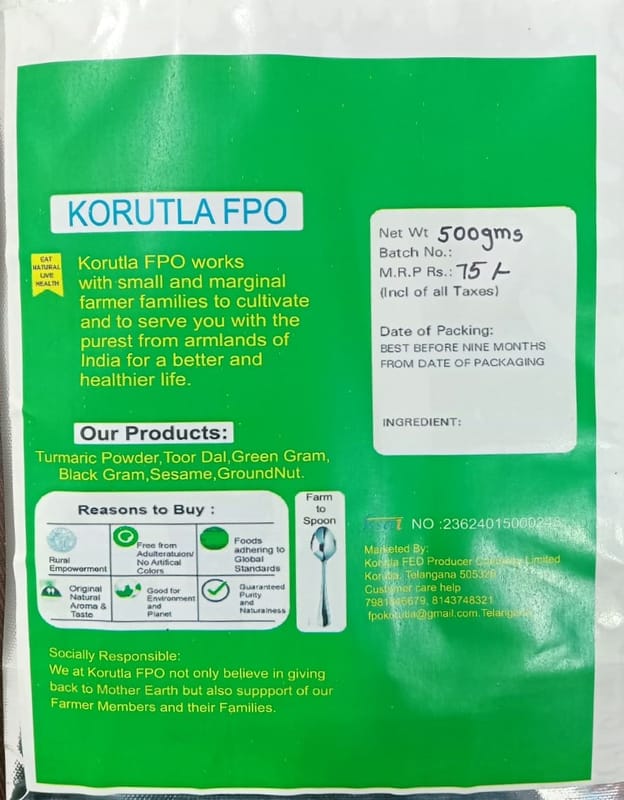 KORUTLA FPO
EAT
NATURAL
LIVE
HEALTH
Korutla FPO works
with small and marginal
farmer families to cultivate
and to serve you with the
purest from armlands of
India for a better and
healthier life.
Net Wt 500gms
Batch No.:
M.R.P Rs.: 75/-
(Incl of all Taxes)
Date of Packing:
BEST BEFORE NINE MONTHS
FROM DATE OF PACKAGING
INGREDIENT:
Our Products:
Turmaric Powder,Toor Dal,Green Gram,
Black Gram,Sesame,GroundNut.
Reasons to Buy :
Rural
Empowerment
Free from
Adulteratuion/
No Artifical
Colors
Foods
adhering to
Global
Standards
Original
Natural
Aroma &
Taste
Good for
Environment
and
Planet
Guaranteed
Purity
and
Naturalness
Farm
to
Spoon
NO :23624015000
Marketed By:
FED Producer Limited
Telangana
Customer care help
8143748321
fpokorutla@gmail.com.
Socially Responsible:
We at Korutla FPO not only believe in giving
back to Mother Earth but also suppport of our
Farmer Members and their Families.